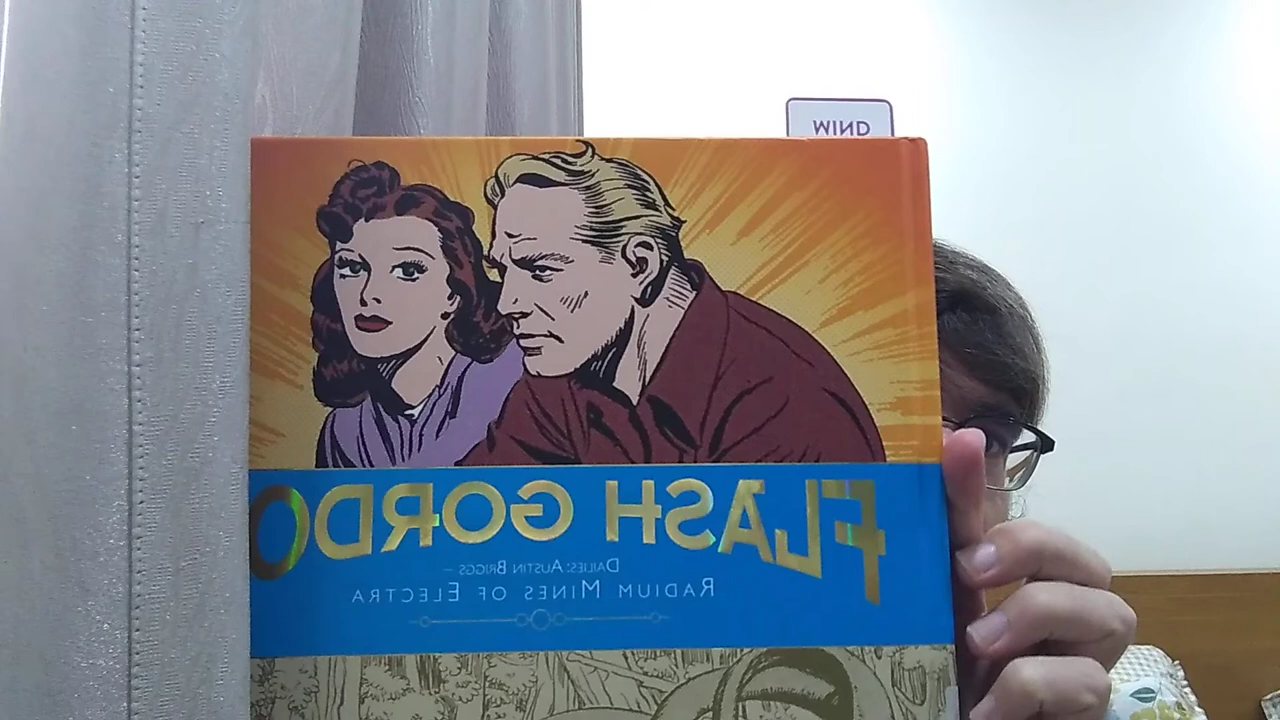 WIND
FLASH GORDO
DAILIES: AUSTIN BRIGGS –
RADIUM MINES OF ELECTRA